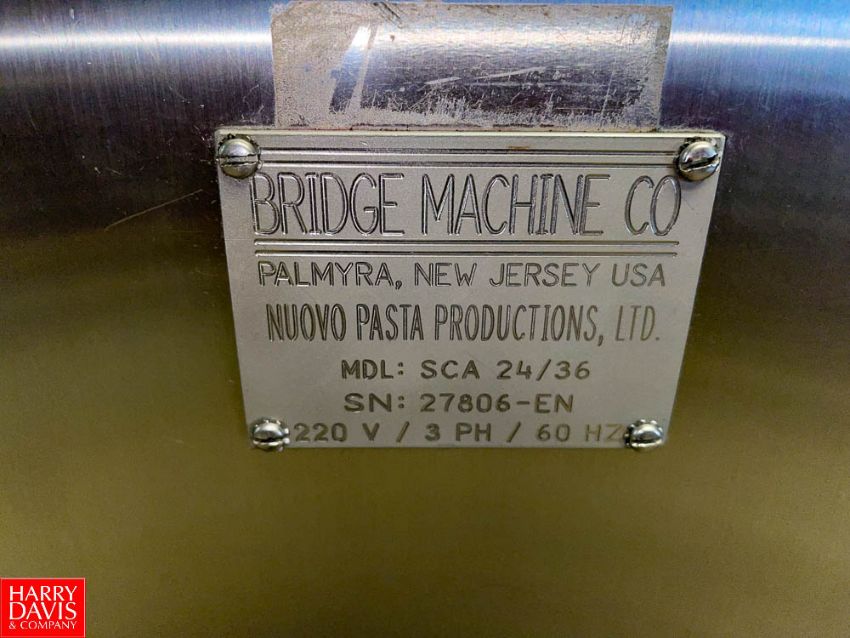 BRIDGE MACHINE CO
PALMYRA, NEW JERSEY USA
NUOVO PASTA PRODUCTIONS, LTD.
MDL: SCA 24/36
SN: 27806-EN
220 V / 3 PH / 60 HZ
HARRY
DAVIS
& COMPANY